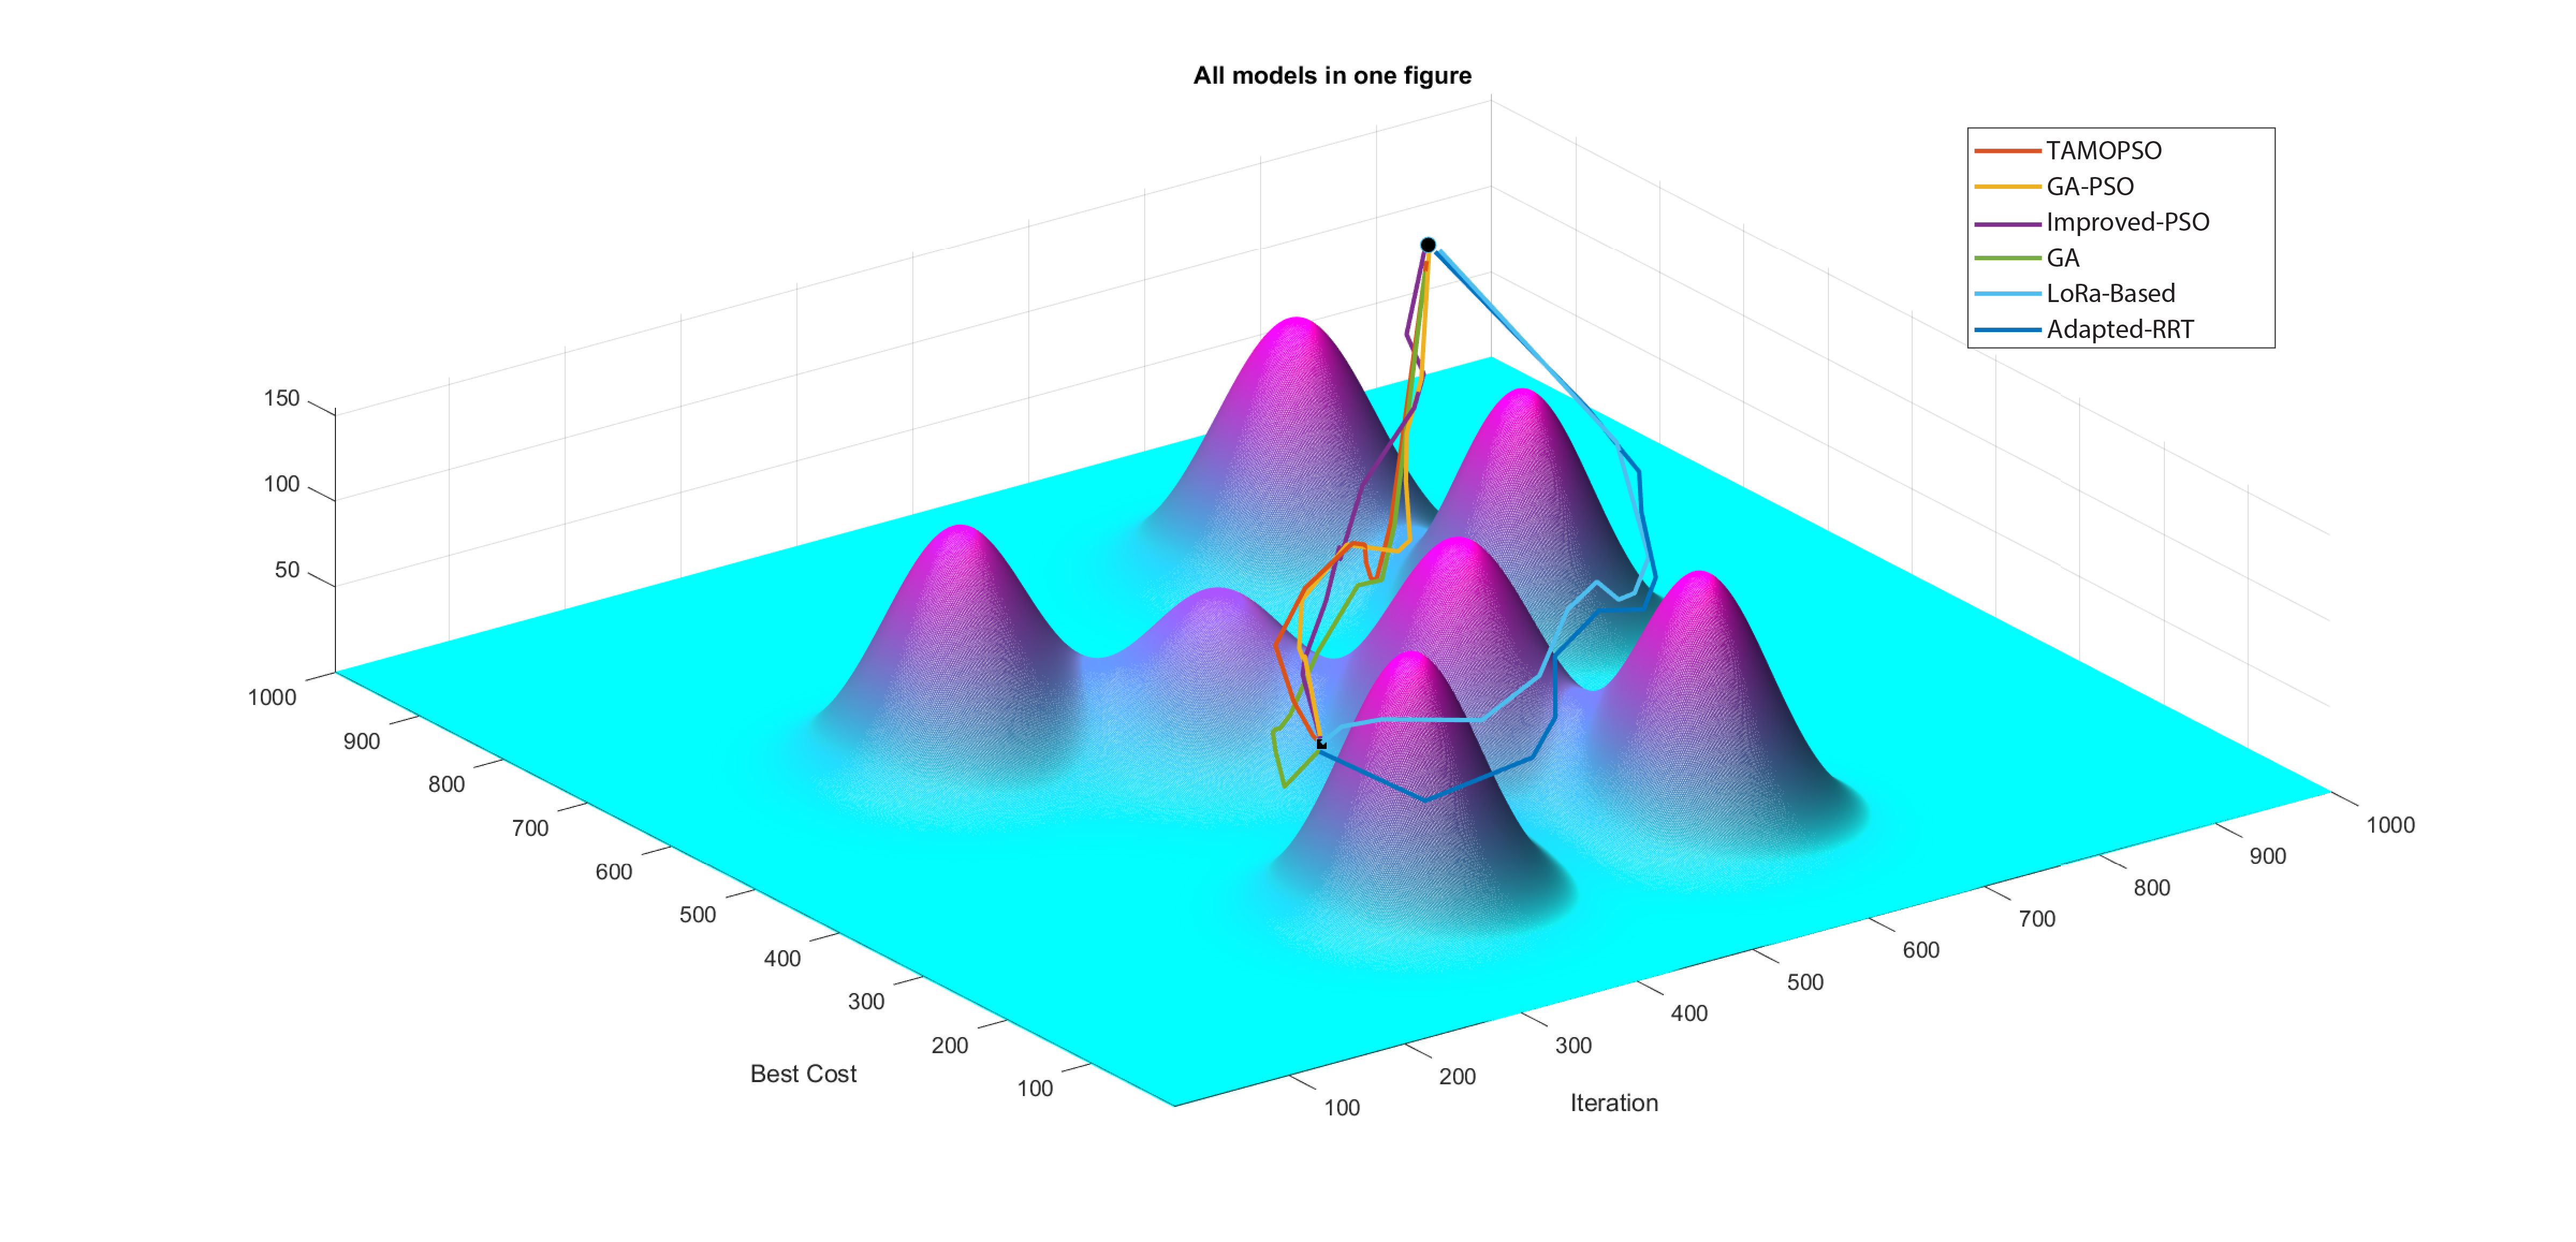 All models in one figure
TAMOPSO
GA-PSO
Improved-PSO
GA
LoRa-Based
Adapted-RRT
150
100
50
1000
900
800
700
600
500
400
300
200
100
Best Cost
1000
900
800
700
600
500
400
300
200
100
Iteration